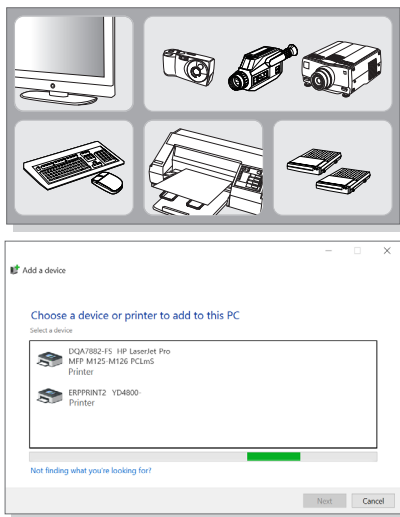 Add a device
Choose a device or printer to add to this PC
Select a device
DQA7882-F5 HP LaserJet Pro
MFP M125-M126 PCLmS
Printer
ERPPRINT2 YD4800-
Printer
Not finding what you're looking for?
Next
Cancel